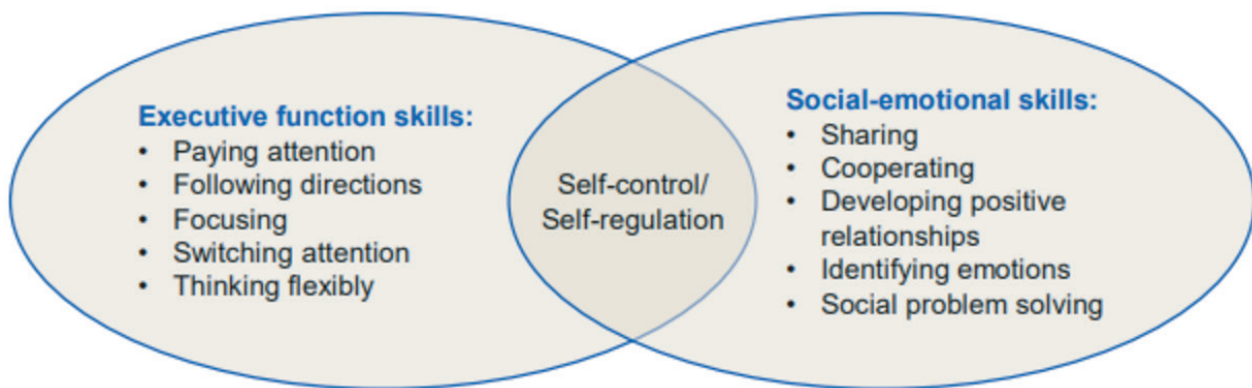 Executive function skills:
• Paying attention
• Following directions
• Focusing
• Switching attention
• Thinking flexibly
Self-control/
Self-regulation
Social-emotional skills:
• Sharing
• Cooperating
• Developing positive
relationships
• Identifying emotions
• Social problem solving